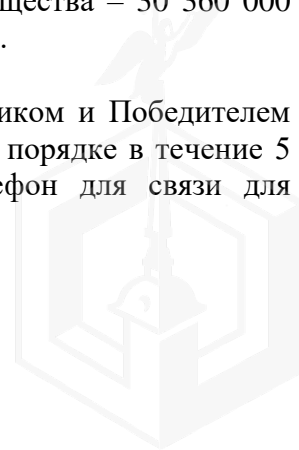 щества – 30 360 000
.
иком и Победителем
порядке в течение 5
ефон для связи для